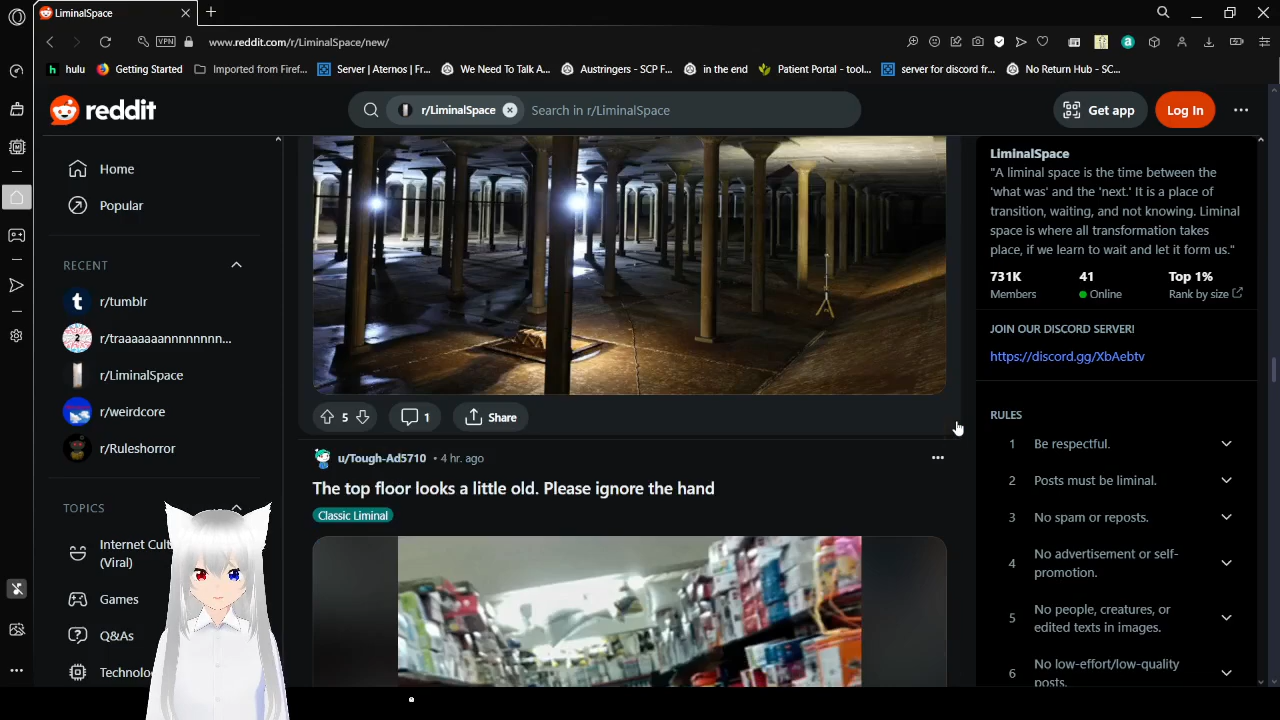 LiminalSpace
www.reddit.com/r/LiminalSpace/new/
VPN
hulu
Getting Started
Imported from Firef...
Server | Aternos | Fr...
We Need To Talk A...
Austringers - SCP F...
in the end
Patient Portal - tool...
server for discord fr...
No Return Hub - SC...
reddit
r/LiminalSpace
Search in r/LiminalSpace
Get app
Log In
Home
Popular
RECENT
r/tumblr
r/traaaaaaannnnnnnn...
r/LiminalSpace
r/weirdcore
r/Ruleshorror
TOPICS
Internet Cult
(Viral)
Games
Q&As
Technolo
5
1
Share
u/Tough-Ad5710 • 4 hr. ago
The top floor looks a little old. Please ignore the hand
Classic Liminal
LiminalSpace
"A liminal space is the time between the
'what was' and the 'next.' It is a place of
transition, waiting, and not knowing. Liminal
space is where all transformation takes
place, if we learn to wait and let it form us."
731K
Members
41
Online
Top 1%
Rank by size
JOIN OUR DISCORD SERVER!
https://discord.gg/XbAebtv
RULES
1 Be respectful.
2 Posts must be liminal.
3 No spam or reposts.
4 No advertisement or self-
promotion.
5 No people, creatures, or
edited texts in images.
6 No low-effort/low-quality
posts.